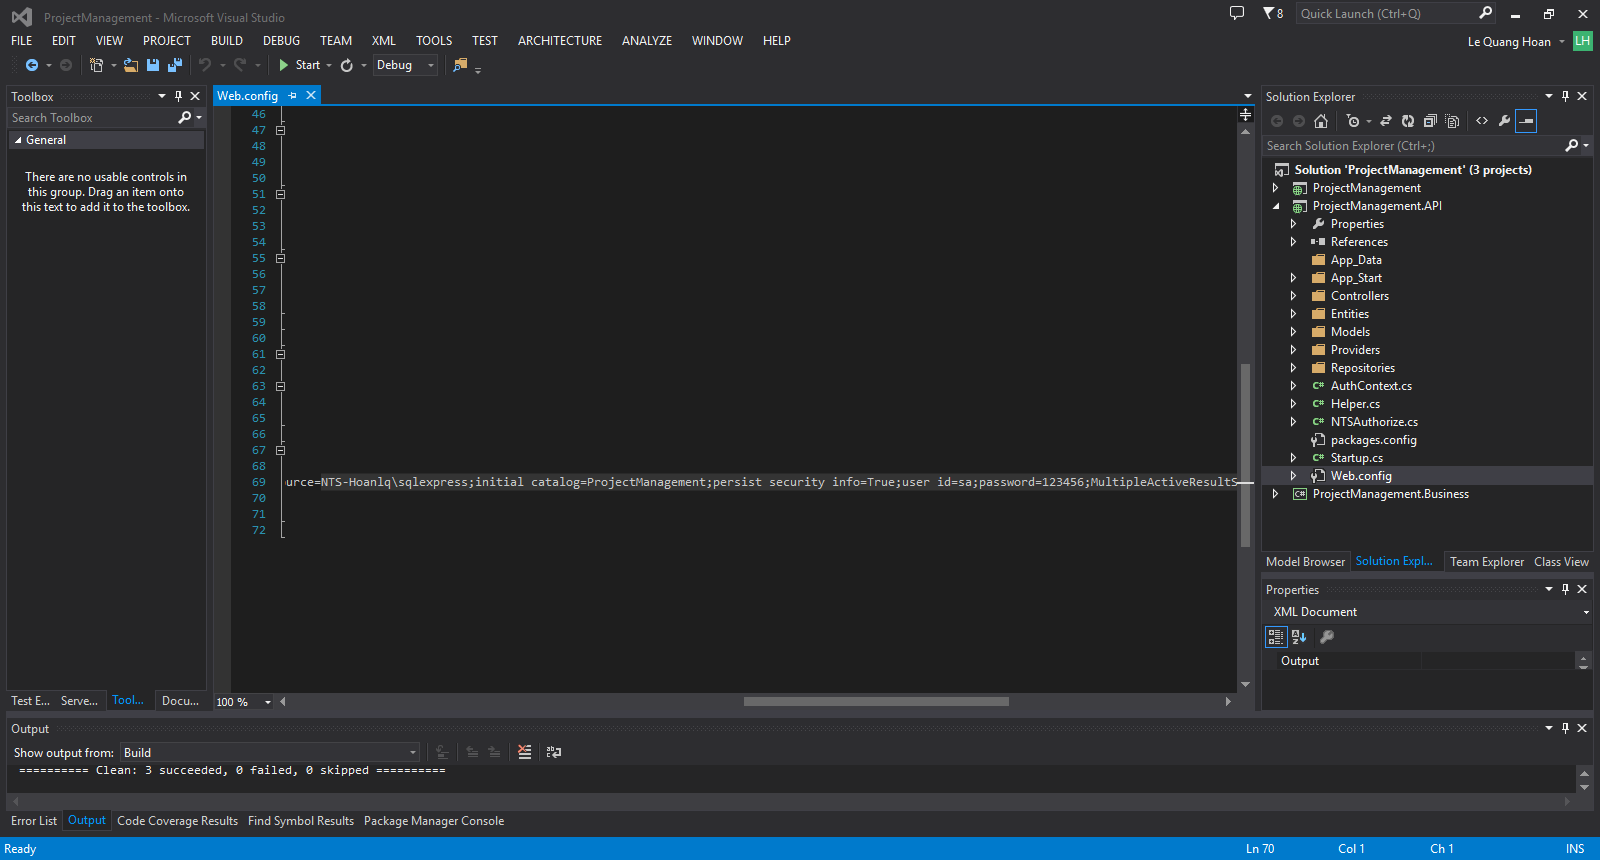 ProjectManagement - Microsoft Visual Studio
8
Quick Launch (Ctrl+Q)
FILE EDIT VIEW PROJECT BUILD DEBUG TEAM XML TOOLS TEST ARCHITECTURE ANALYZE WINDOW HELP
Le Quang Hoan LH
Start Debug
Toolbox
Search Toolbox
General
There are no usable controls in
this group. Drag an item onto
this text to add it to the toolbox.
Test E... Serve... Tool... Docu...
Web.config
46
47
48
49
50
51
52
53
54
55
56
57
58
59
60
61
62
63
64
65
66
67
68
69 urce=NTS-Hoanlq\sqlexpress;initial catalog=ProjectManagement;persist security info=True;user id=sa;password=123456;MultipleActiveResultS
70
71
72
100 %
Solution Explorer
Search Solution Explorer (Ctrl+;)
Solution 'ProjectManagement' (3 projects)
ProjectManagement
ProjectManagement.API
Properties
References
App_Data
App_Start
Controllers
Entities
Models
Providers
Repositories
C# AuthContext.cs
C# Helper.cs
C# NTSAuthorize.cs
packages.config
C# Startup.cs
Web.config
C# ProjectManagement.Business
Model Browser Solution Expl... Team Explorer Class View
Properties
XML Document
Output
Output
Show output from: Build
========== Clean: 3 succeeded, 0 failed, 0 skipped ==========
Error List Output Code Coverage Results Find Symbol Results Package Manager Console
Ready Ln 70 Col 1 Ch 1 INS